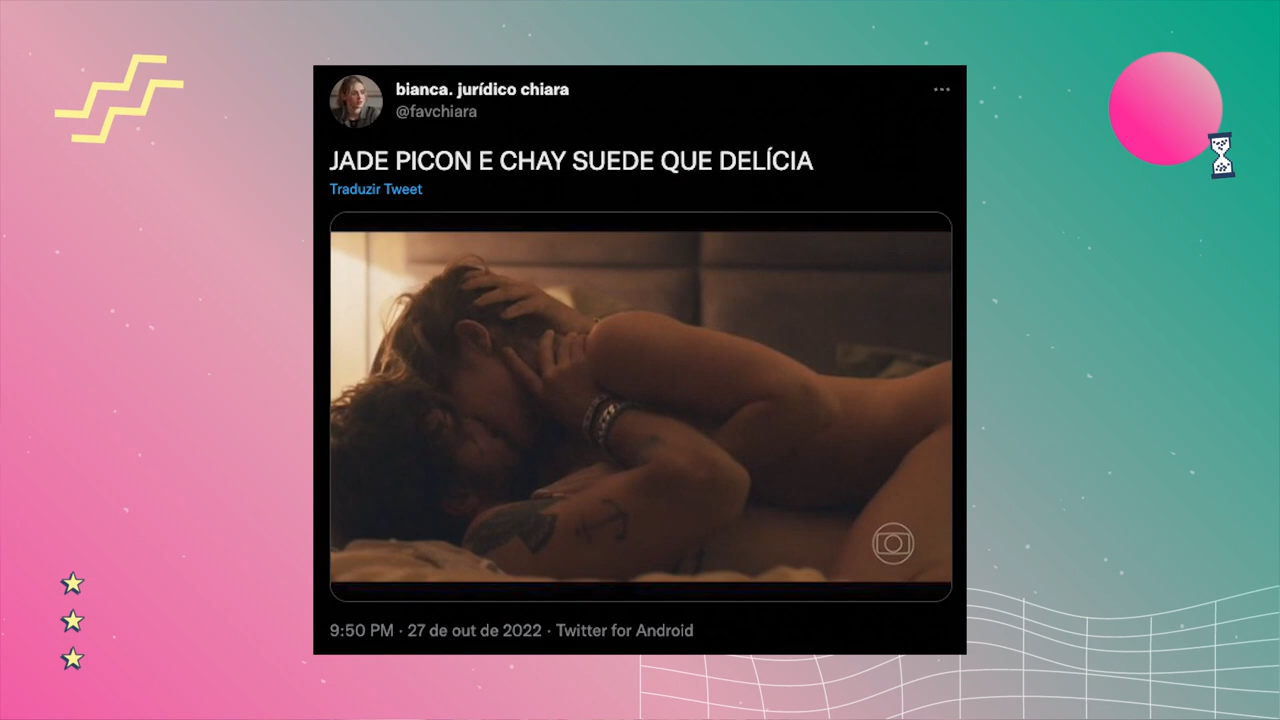 bianca. jurídico chiara
@favchiara
JADE PICON E CHAY SUEDE QUE DELÍCIA
Traduzir Tweet
9:50 PM · 27 de out de 2022 · Twitter for Android